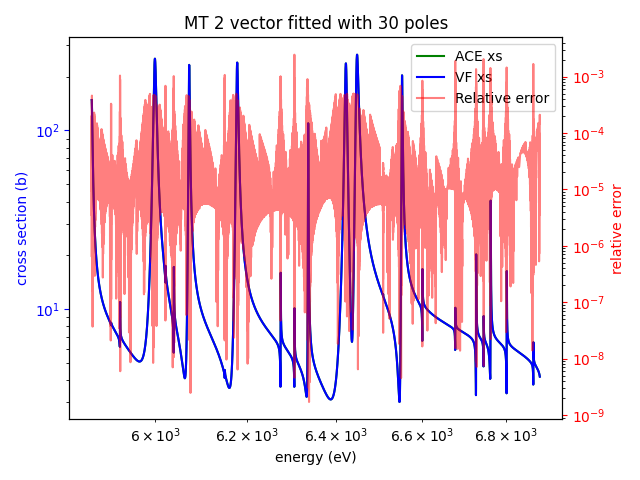 MT 2 vector fitted with 30 poles
ACE xs
VF xs
Relative error
10²
10¹
cross section (b)
10⁻³
10⁻⁴
10⁻⁵
10⁻⁶
10⁻⁷
10⁻⁸
10⁻⁹
relative error
6 × 10³ 6.2 × 10³ 6.4 × 10³ 6.6 × 10³ 6.8 × 10³
energy (eV)